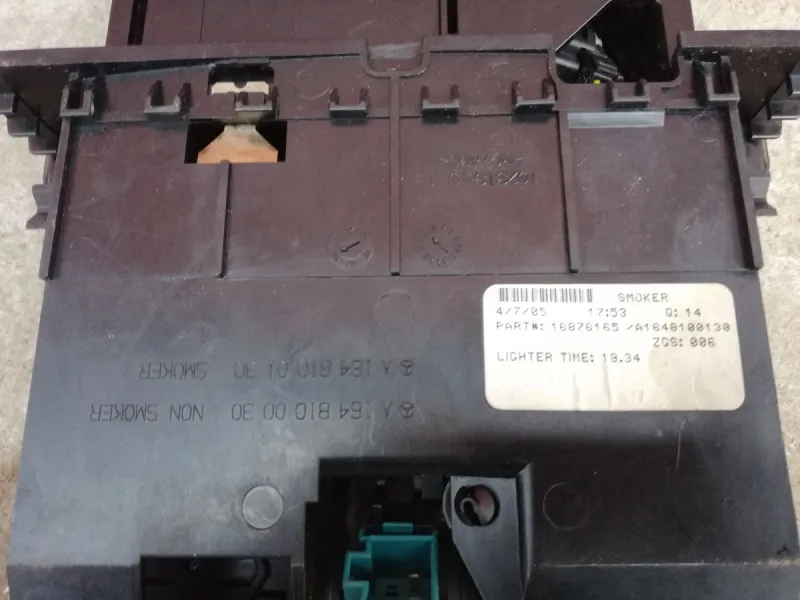 SMOKER
4/7/05 17:53 Q: 14
PART#: 16876165 /A1648100130
ZGS: 006
LIGHTER TIME: 13.34
A 164 810 00 30 NON SMOKER
A 164 810 01 30 SMOKER